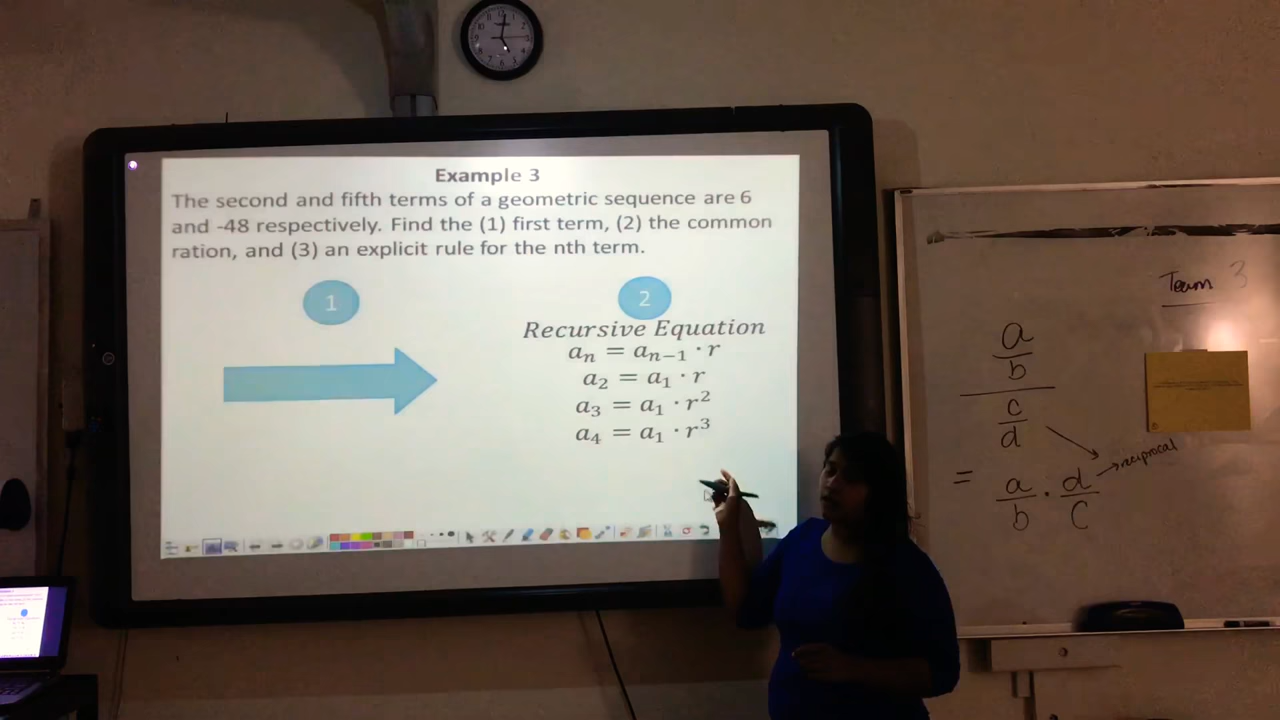 Example 3
The second and fifth terms of a geometric sequence are 6
and -48 respectively. Find the (1) first term, (2) the common
ration, and (3) an explicit rule for the nth term.
1
2
Recursive Equation
aₙ = aₙ₋₁ · r
a₂ = a₁ · r
a₃ = a₁ · r²
a₄ = a₁ · r³
Team 3
a
b
c
d
→reciprocal
= a/b · d/c